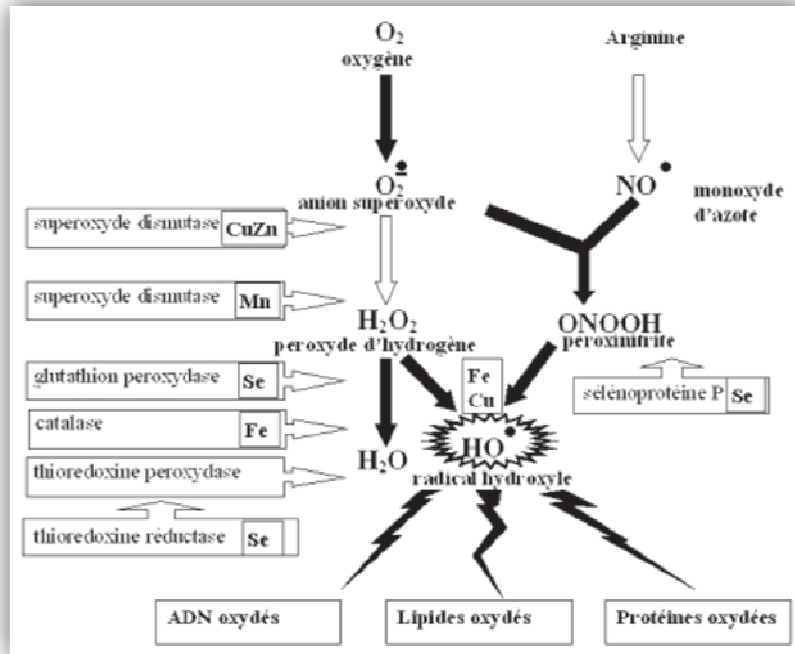 O₂
oxygène
Arginine
O₂•̲
anion superoxyde
NO•
monoxyde
d'azote
superoxyde dismutase CuZn
superoxyde dismutase Mn
H₂O₂
peroxyde d'hydrogène
ONOOH
peroxinitrite
glutathion peroxydase Se
Fe
Cu
sélénoprotéine P Se
catalase Fe
HO•
thioredoxine peroxydase
H₂O
radical hydroxyle
thioredoxine réductase Se
ADN oxydés
Lipides oxydés
Protéines oxydées